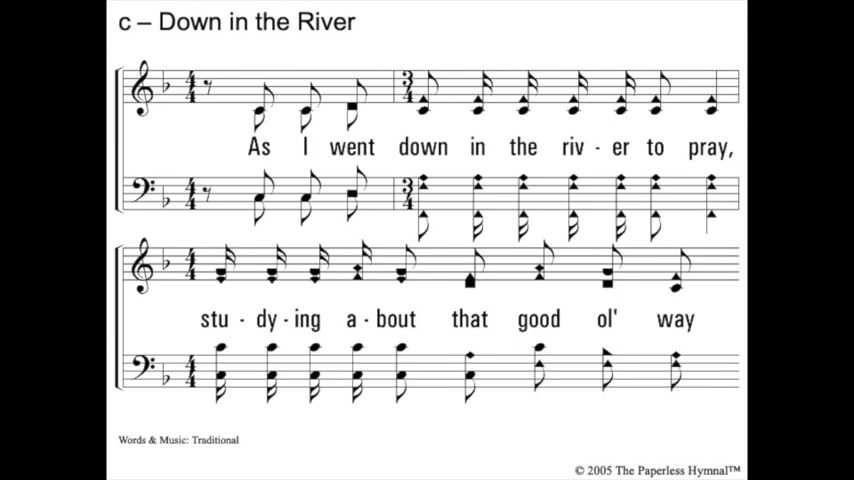 c – Down in the River
As I went down in the riv - er to pray,
stu - dy - ing a - bout that good ol' way
Words & Music: Traditional
© 2005 The Paperless Hymnal™